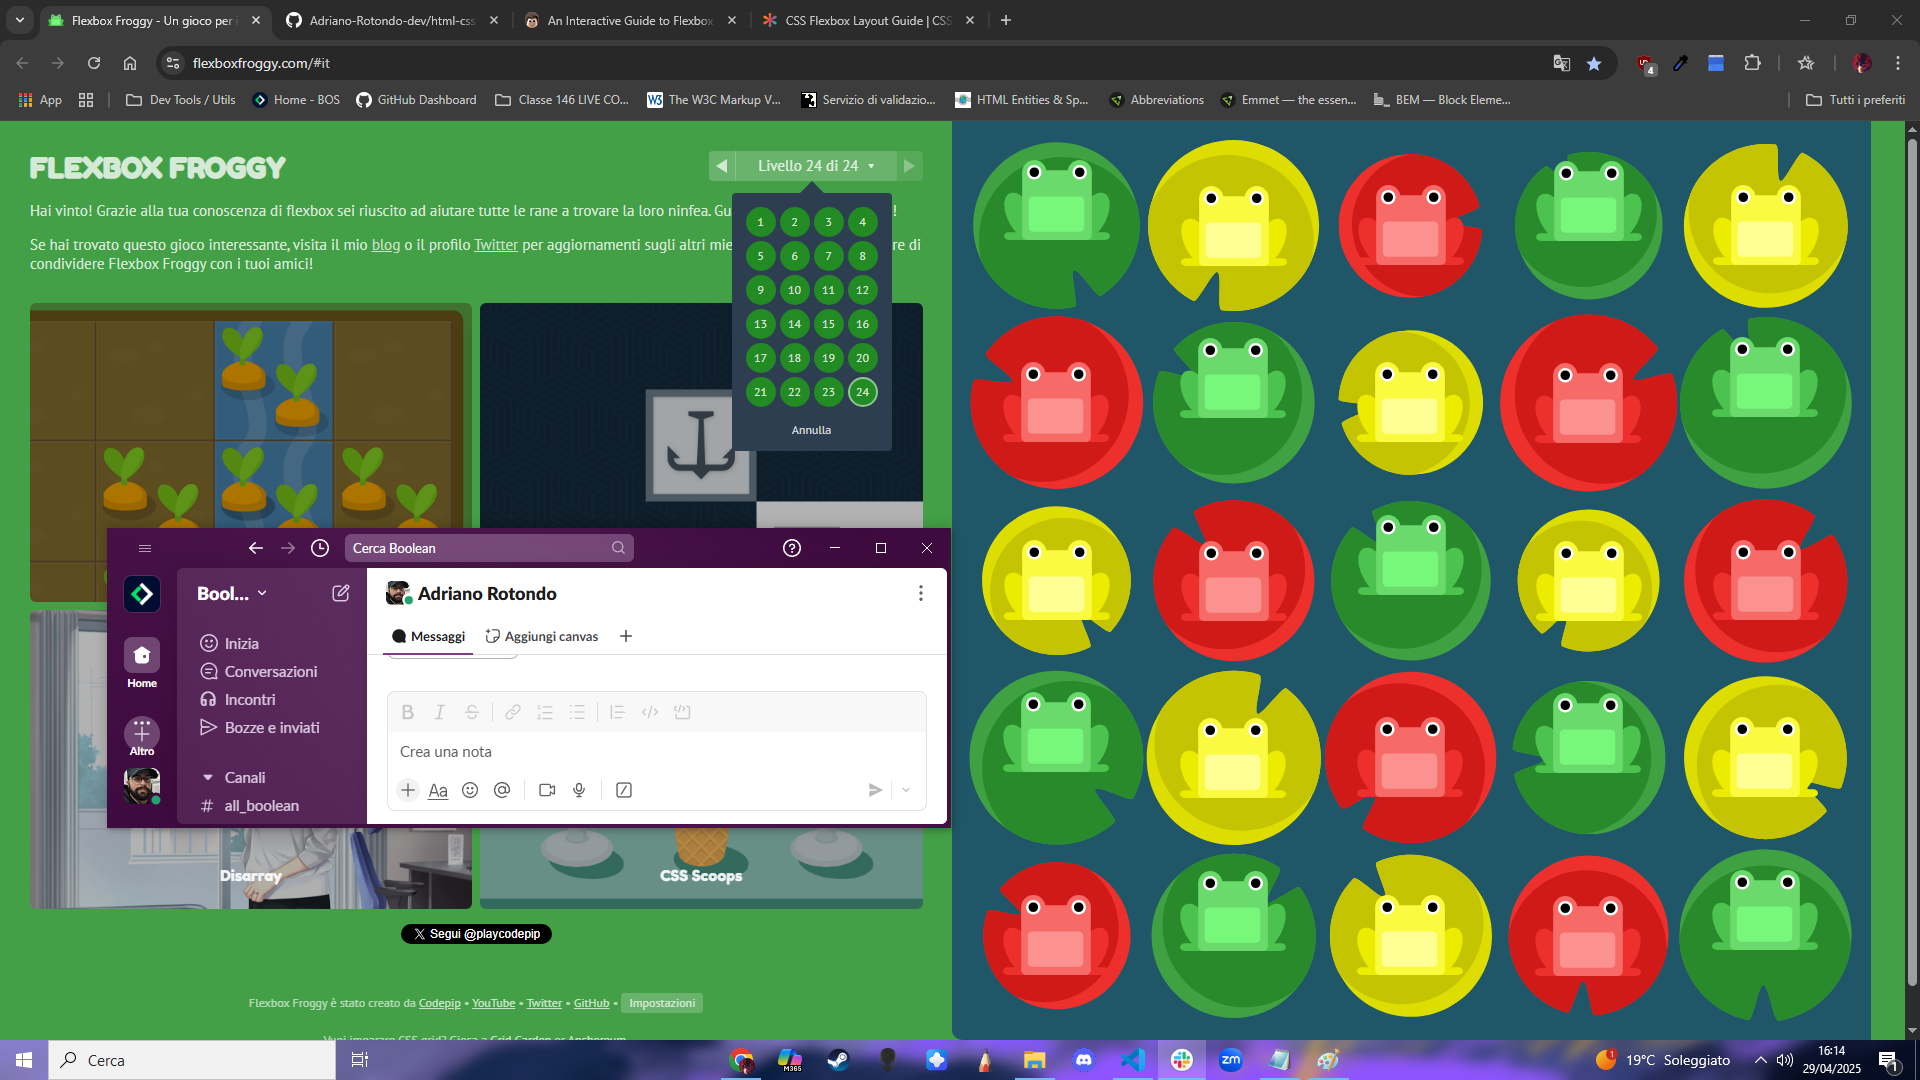 Flexbox Froggy - Un gioco per i
Adriano-Rotondo-dev/html-css
An Interactive Guide to Flexbox
CSS Flexbox Layout Guide | CSS
flexboxfroggy.com/#it
4
App
Dev Tools / Utils
Home - BOS
GitHub Dashboard
Classe 146 LIVE CO...
The W3C Markup V...
Servizio di validazio...
HTML Entities & Sp...
Abbreviations
Emmet — the essen...
BEM — Block Eleme...
Tutti i preferiti
FLEXBOX FROGGY
Livello 24 di 24
Hai vinto! Grazie alla tua conoscenza di flexbox sei riuscito ad aiutare tutte le rane a trovare la loro ninfea. Gu
Se hai trovato questo gioco interessante, visita il mio blog o il profilo Twitter per aggiornamenti sugli altri mie re di
condividere Flexbox Froggy con i tuoi amici!
1 2 3 4
5 6 7 8
9 10 11 12
13 14 15 16
17 18 19 20
21 22 23 24
Annulla
Cerca Boolean
Bool...
Inizia
Conversazioni
Incontri
Bozze e inviati
Canali
# all_boolean
Home
Altro
Adriano Rotondo
Messaggi
Aggiungi canvas
Crea una nota
Disarray
CSS Scoops
Segui @playcodepip
Flexbox Froggy è stato creato da Codepip • YouTube • Twitter • GitHub • Impostazioni
Cerca
M365
zm
1
19°C Soleggiato
16:14
29/04/2025
1